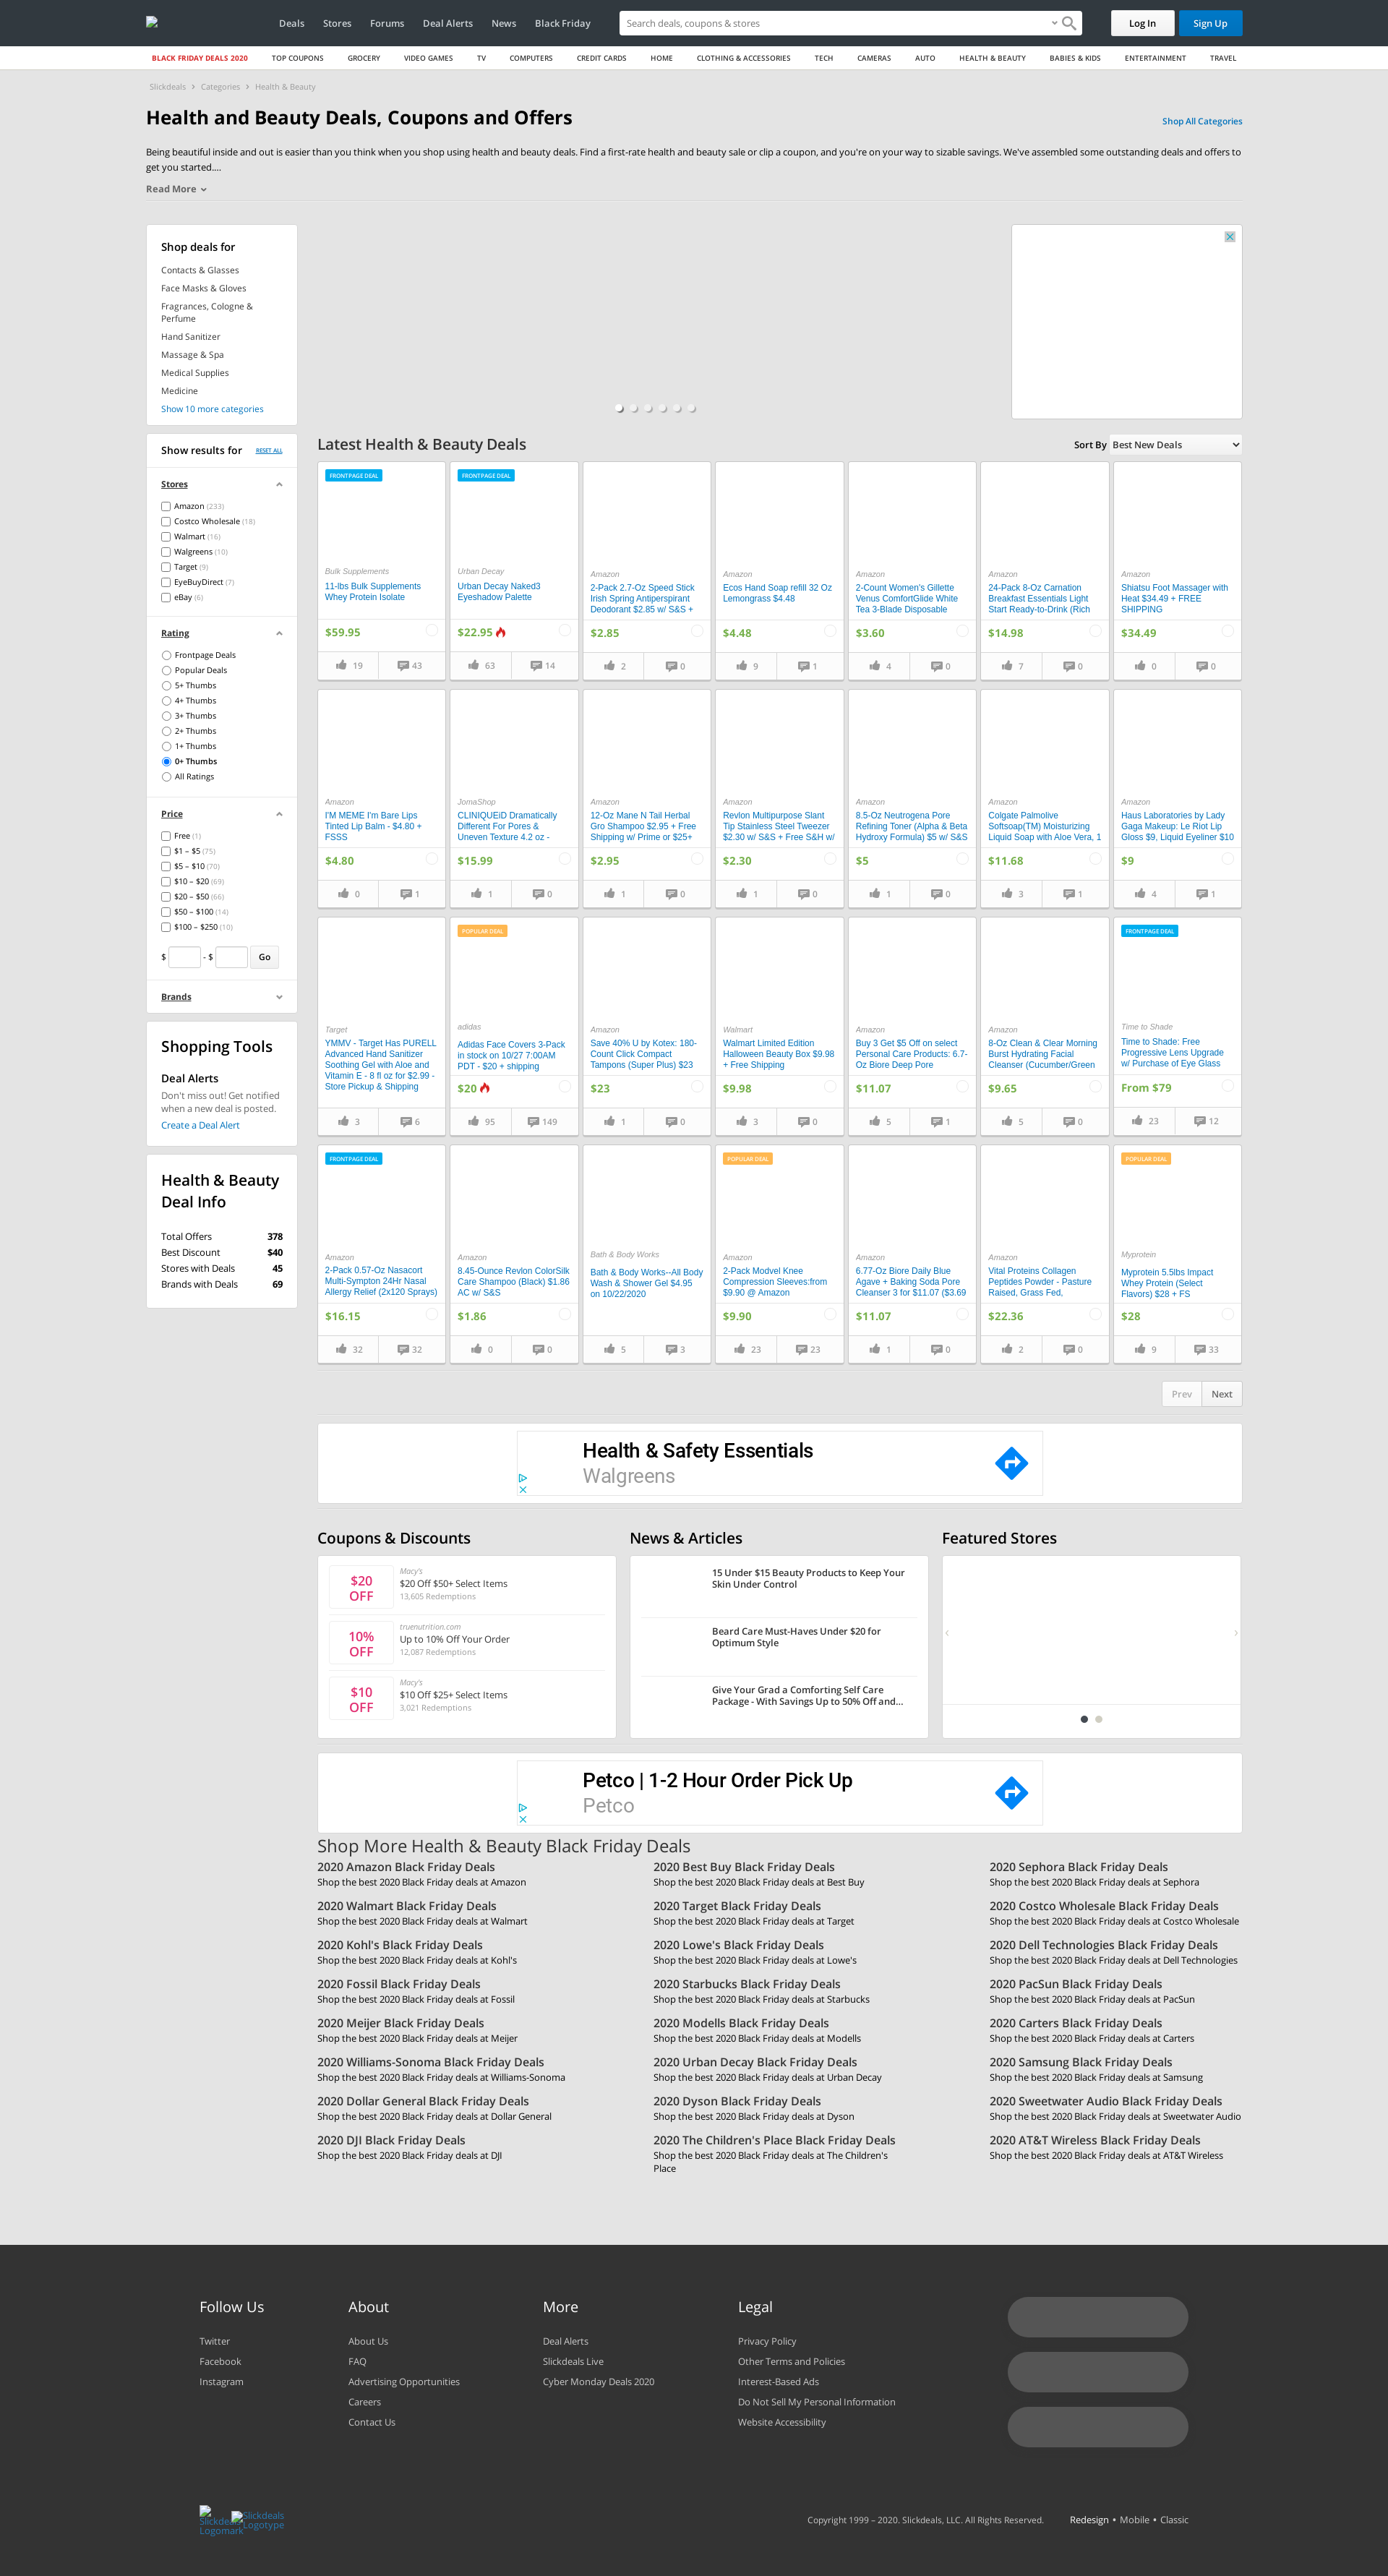 Deals Stores Forums Deal Alerts News Black Friday
Search deals, coupons & stores
Log In
Sign Up
BLACK FRIDAY DEALS 2020 TOP COUPONS GROCERY VIDEO GAMES TV COMPUTERS CREDIT CARDS HOME CLOTHING & ACCESSORIES TECH CAMERAS AUTO HEALTH & BEAUTY BABIES & KIDS ENTERTAINMENT TRAVEL
Slickdeals > Categories > Health & Beauty
Health and Beauty Deals, Coupons and Offers
Shop All Categories
Being beautiful inside and out is easier than you think when you shop using health and beauty deals. Find a first-rate health and beauty sale or clip a coupon, and you're on your way to sizable savings. We've assembled some outstanding deals and offers to
get you started....
Read More
Shop deals for
Contacts & Glasses
Face Masks & Gloves
Fragrances, Cologne &
Perfume
Hand Sanitizer
Massage & Spa
Medical Supplies
Medicine
Show 10 more categories
Show results for
RESET ALL
Stores
Amazon (233)
Costco Wholesale (18)
Walmart (16)
Walgreens (10)
Target (9)
EyeBuyDirect (7)
eBay (6)
Rating
Frontpage Deals
Popular Deals
5+ Thumbs
4+ Thumbs
3+ Thumbs
2+ Thumbs
1+ Thumbs
0+ Thumbs
All Ratings
Price
Free (1)
$1 – $5 (75)
$5 – $10 (70)
$10 – $20 (69)
$20 – $50 (66)
$50 – $100 (14)
$100 – $250 (10)
$ - $ Go
Brands
Shopping Tools
Deal Alerts
Don't miss out! Get notified
when a new deal is posted.
Create a Deal Alert
Health & Beauty
Deal Info
Total Offers 378
Best Discount $40
Stores with Deals 45
Brands with Deals 69
Latest Health & Beauty Deals
Sort By Best New Deals
FRONTPAGE DEAL
Bulk Supplements
11-lbs Bulk Supplements
Whey Protein Isolate
$59.95
19 43
FRONTPAGE DEAL
Urban Decay
Urban Decay Naked3
Eyeshadow Palette
$22.95
63 14
Amazon
2-Pack 2.7-Oz Speed Stick
Irish Spring Antiperspirant
Deodorant $2.85 w/ S&S +
$2.85
2 0
Amazon
Ecos Hand Soap refill 32 Oz
Lemongrass $4.48
$4.48
9 1
Amazon
2-Count Women's Gillette
Venus ComfortGlide White
Tea 3-Blade Disposable
$3.60
4 0
Amazon
24-Pack 8-Oz Carnation
Breakfast Essentials Light
Start Ready-to-Drink (Rich
$14.98
7 0
Amazon
Shiatsu Foot Massager with
Heat $34.49 + FREE
SHIPPING
$34.49
0 0
Amazon
I'M MEME I'm Bare Lips
Tinted Lip Balm - $4.80 +
FSSS
$4.80
0 1
JomaShop
CLINIQUEiD Dramatically
Different For Pores &
Uneven Texture 4.2 oz -
$15.99
1 0
Amazon
12-Oz Mane N Tail Herbal
Gro Shampoo $2.95 + Free
Shipping w/ Prime or $25+
$2.95
1 0
Amazon
Revlon Multipurpose Slant
Tip Stainless Steel Tweezer
$2.30 w/ S&S + Free S&H w/
$2.30
1 0
Amazon
8.5-Oz Neutrogena Pore
Refining Toner (Alpha & Beta
Hydroxy Formula) $5 w/ S&S
$5
1 0
Amazon
Colgate Palmolive
Softsoap(TM) Moisturizing
Liquid Soap with Aloe Vera, 1
$11.68
3 1
Amazon
Haus Laboratories by Lady
Gaga Makeup: Le Riot Lip
Gloss $9, Liquid Eyeliner $10
$9
4 1
Target
YMMV - Target Has PURELL
Advanced Hand Sanitizer
Soothing Gel with Aloe and
Vitamin E - 8 fl oz for $2.99 -
Store Pickup & Shipping
3 6
POPULAR DEAL
adidas
Adidas Face Covers 3-Pack
in stock on 10/27 7:00AM
PDT - $20 + shipping
$20
95 149
Amazon
Save 40% U by Kotex: 180-
Count Click Compact
Tampons (Super Plus) $23
$23
1 0
Walmart
Walmart Limited Edition
Halloween Beauty Box $9.98
+ Free Shipping
$9.98
3 0
Amazon
Buy 3 Get $5 Off on select
Personal Care Products: 6.7-
Oz Biore Deep Pore
$11.07
5 1
Amazon
8-Oz Clean & Clear Morning
Burst Hydrating Facial
Cleanser (Cucumber/Green
$9.65
5 0
FRONTPAGE DEAL
Time to Shade
Time to Shade: Free
Progressive Lens Upgrade
w/ Purchase of Eye Glass
From $79
23 12
FRONTPAGE DEAL
Amazon
2-Pack 0.57-Oz Nasacort
Multi-Sympton 24Hr Nasal
Allergy Relief (2x120 Sprays)
$16.15
32 32
Amazon
8.45-Ounce Revlon ColorSilk
Care Shampoo (Black) $1.86
AC w/ S&S
$1.86
0 0
Bath & Body Works
Bath & Body Works--All Body
Wash & Shower Gel $4.95
on 10/22/2020
5 3
POPULAR DEAL
Amazon
2-Pack Modvel Knee
Compression Sleeves:from
$9.90 @ Amazon
$9.90
23 23
Amazon
6.77-Oz Biore Daily Blue
Agave + Baking Soda Pore
Cleanser 3 for $11.07 ($3.69
$11.07
1 0
Amazon
Vital Proteins Collagen
Peptides Powder - Pasture
Raised, Grass Fed,
$22.36
2 0
POPULAR DEAL
Myprotein
Myprotein 5.5lbs Impact
Whey Protein (Select
Flavors) $28 + FS
$28
9 33
Prev Next
Health & Safety Essentials
Walgreens
Coupons & Discounts
$20
OFF
Macy's
$20 Off $50+ Select Items
13,605 Redemptions
10%
OFF
truenutrition.com
Up to 10% Off Your Order
12,087 Redemptions
$10
OFF
Macy's
$10 Off $25+ Select Items
3,021 Redemptions
News & Articles
15 Under $15 Beauty Products to Keep Your
Skin Under Control
Beard Care Must-Haves Under $20 for
Optimum Style
Give Your Grad a Comforting Self Care
Package - With Savings Up to 50% Off and...
Featured Stores
Petco | 1-2 Hour Order Pick Up
Petco
Shop More Health & Beauty Black Friday Deals
2020 Amazon Black Friday Deals
Shop the best 2020 Black Friday deals at Amazon
2020 Best Buy Black Friday Deals
Shop the best 2020 Black Friday deals at Best Buy
2020 Sephora Black Friday Deals
Shop the best 2020 Black Friday deals at Sephora
2020 Walmart Black Friday Deals
Shop the best 2020 Black Friday deals at Walmart
2020 Target Black Friday Deals
Shop the best 2020 Black Friday deals at Target
2020 Costco Wholesale Black Friday Deals
Shop the best 2020 Black Friday deals at Costco Wholesale
2020 Kohl's Black Friday Deals
Shop the best 2020 Black Friday deals at Kohl's
2020 Lowe's Black Friday Deals
Shop the best 2020 Black Friday deals at Lowe's
2020 Dell Technologies Black Friday Deals
Shop the best 2020 Black Friday deals at Dell Technologies
2020 Fossil Black Friday Deals
Shop the best 2020 Black Friday deals at Fossil
2020 Starbucks Black Friday Deals
Shop the best 2020 Black Friday deals at Starbucks
2020 PacSun Black Friday Deals
Shop the best 2020 Black Friday deals at PacSun
2020 Meijer Black Friday Deals
Shop the best 2020 Black Friday deals at Meijer
2020 Modells Black Friday Deals
Shop the best 2020 Black Friday deals at Modells
2020 Carters Black Friday Deals
Shop the best 2020 Black Friday deals at Carters
2020 Williams-Sonoma Black Friday Deals
Shop the best 2020 Black Friday deals at Williams-Sonoma
2020 Urban Decay Black Friday Deals
Shop the best 2020 Black Friday deals at Urban Decay
2020 Samsung Black Friday Deals
Shop the best 2020 Black Friday deals at Samsung
2020 Dollar General Black Friday Deals
Shop the best 2020 Black Friday deals at Dollar General
2020 Dyson Black Friday Deals
Shop the best 2020 Black Friday deals at Dyson
2020 Sweetwater Audio Black Friday Deals
Shop the best 2020 Black Friday deals at Sweetwater Audio
2020 DJI Black Friday Deals
Shop the best 2020 Black Friday deals at DJI
2020 The Children's Place Black Friday Deals
Shop the best 2020 Black Friday deals at The Children's
Place
2020 AT&T Wireless Black Friday Deals
Shop the best 2020 Black Friday deals at AT&T Wireless
Follow Us
Twitter
Facebook
Instagram
About
About Us
FAQ
Advertising Opportunities
Careers
Contact Us
More
Deal Alerts
Slickdeals Live
Cyber Monday Deals 2020
Legal
Privacy Policy
Other Terms and Policies
Interest-Based Ads
Do Not Sell My Personal Information
Website Accessibility
Slickdeals
Logomark
Slickdeals
Logotype
Copyright 1999 – 2020. Slickdeals, LLC. All Rights Reserved.
Redesign • Mobile • Classic